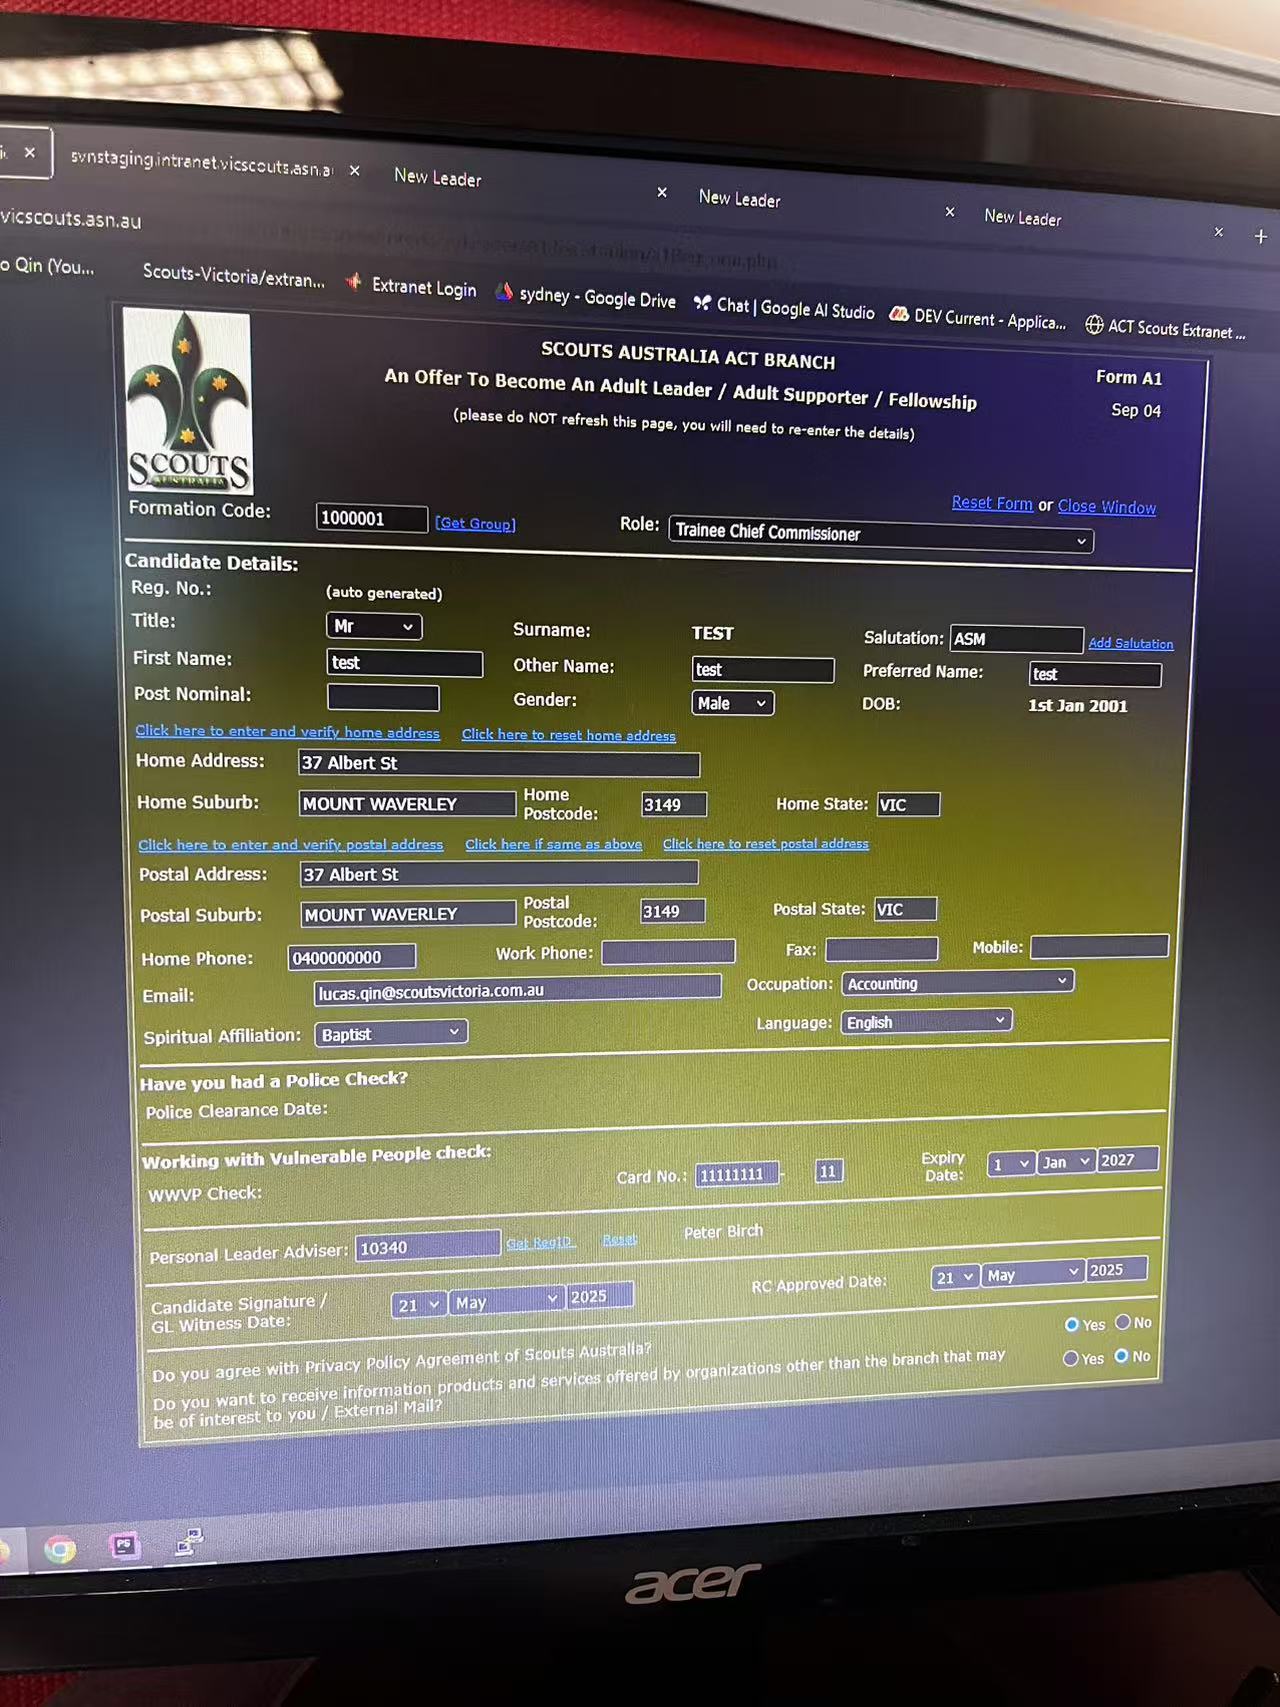 svnstaging.intranet.vicscouts.asn.a
New Leader
New Leader
New Leader
vicscouts.asn.au
o Qin (You...
Scouts-Victoria/extran...
Extranet Login
sydney - Google Drive
Chat | Google AI Studio
DEV Current - Applica...
ACT Scouts Extranet ...
SCOUTS
AUSTRALIA
SCOUTS AUSTRALIA ACT BRANCH
An Offer To Become An Adult Leader / Adult Supporter / Fellowship
(please do NOT refresh this page, you will need to re-enter the details)
Form A1
Sep 04
Reset Form or Close Window
Formation Code: 1000001 [Get Group] Role: Trainee Chief Commissioner
Candidate Details:
Reg. No.: (auto generated)
Title: Mr Surname: TEST Salutation: ASM Add Salutation
First Name: test Other Name: test Preferred Name: test
Post Nominal: Gender: Male DOB: 1st Jan 2001
Click here to enter and verify home address Click here to reset home address
Home Address: 37 Albert St
Home Suburb: MOUNT WAVERLEY Home Postcode: 3149 Home State: VIC
Click here to enter and verify postal address Click here if same as above Click here to reset postal address
Postal Address: 37 Albert St
Postal Suburb: MOUNT WAVERLEY Postal Postcode: 3149 Postal State: VIC
Home Phone: 0400000000 Work Phone: Fax: Mobile:
Email: lucas.qin@scoutsvictoria.com.au Occupation: Accounting
Spiritual Affiliation: Baptist Language: English
Have you had a Police Check?
Police Clearance Date:
Working with Vulnerable People check:
WWVP Check: Card No.: 11111111 - 11 Expiry Date: 1 Jan 2027
Personal Leader Adviser: 10340 Get RegID Reset Peter Birch
Candidate Signature / GL Witness Date: 21 May 2025 RC Approved Date: 21 May 2025
Do you agree with Privacy Policy Agreement of Scouts Australia? Yes No
Do you want to receive information products and services offered by organizations other than the branch that may Yes No
be of interest to you / External Mail?
PS
acer